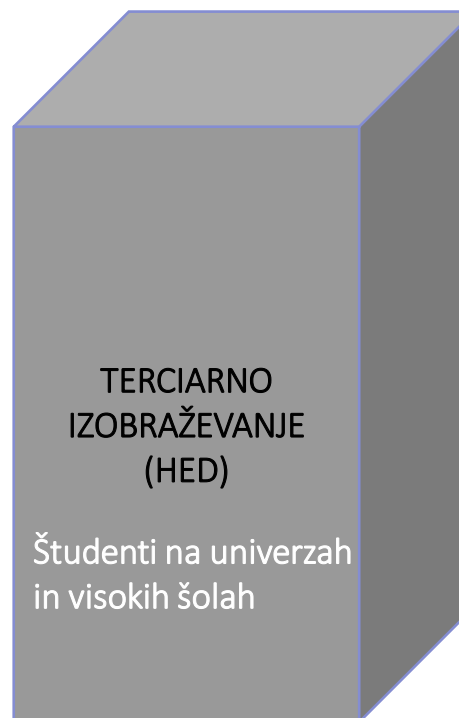 TERCIARNO
IZOBRAŽEVANJE
(HED)
Študenti na univerzah
in visokih šolah